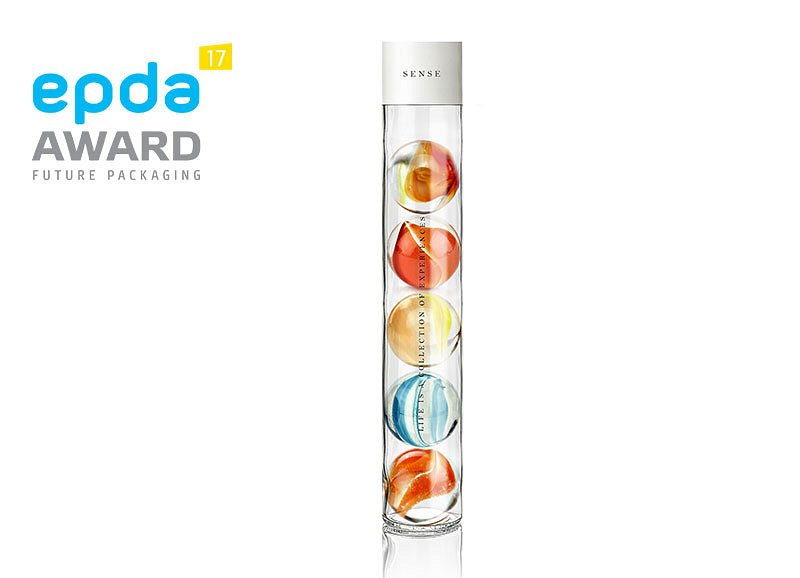 17
epda
AWARD
FUTURE PACKAGING
SENSE
LIFE IS A COLLECTION OF EXPERIENCES